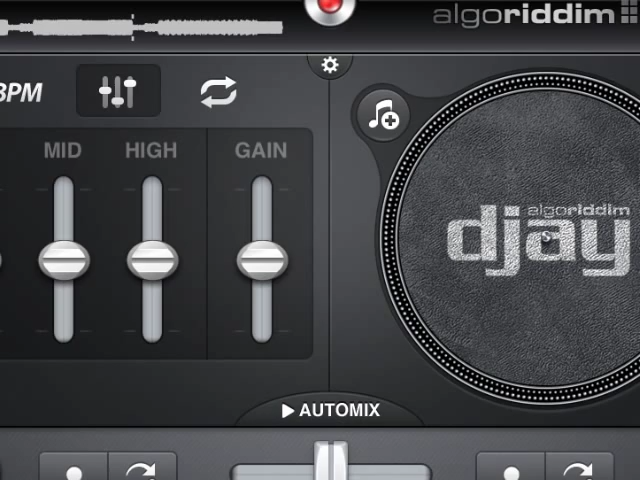 algoriddim
BPM
MID HIGH GAIN
algoriddim
djay
AUTOMIX